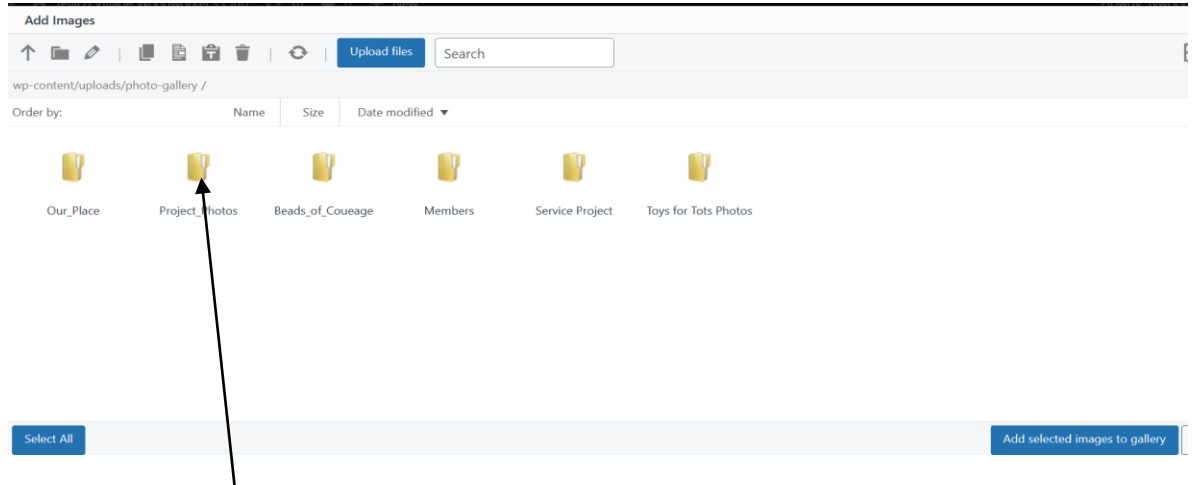 Add Images
Upload files Search
wp-content/uploads/photo-gallery /
Order by: Name Size Date modified
Our_Place Project_Photos Beads_of_Coueage Members Service Project Toys for Tots Photos
Select All Add selected images to gallery